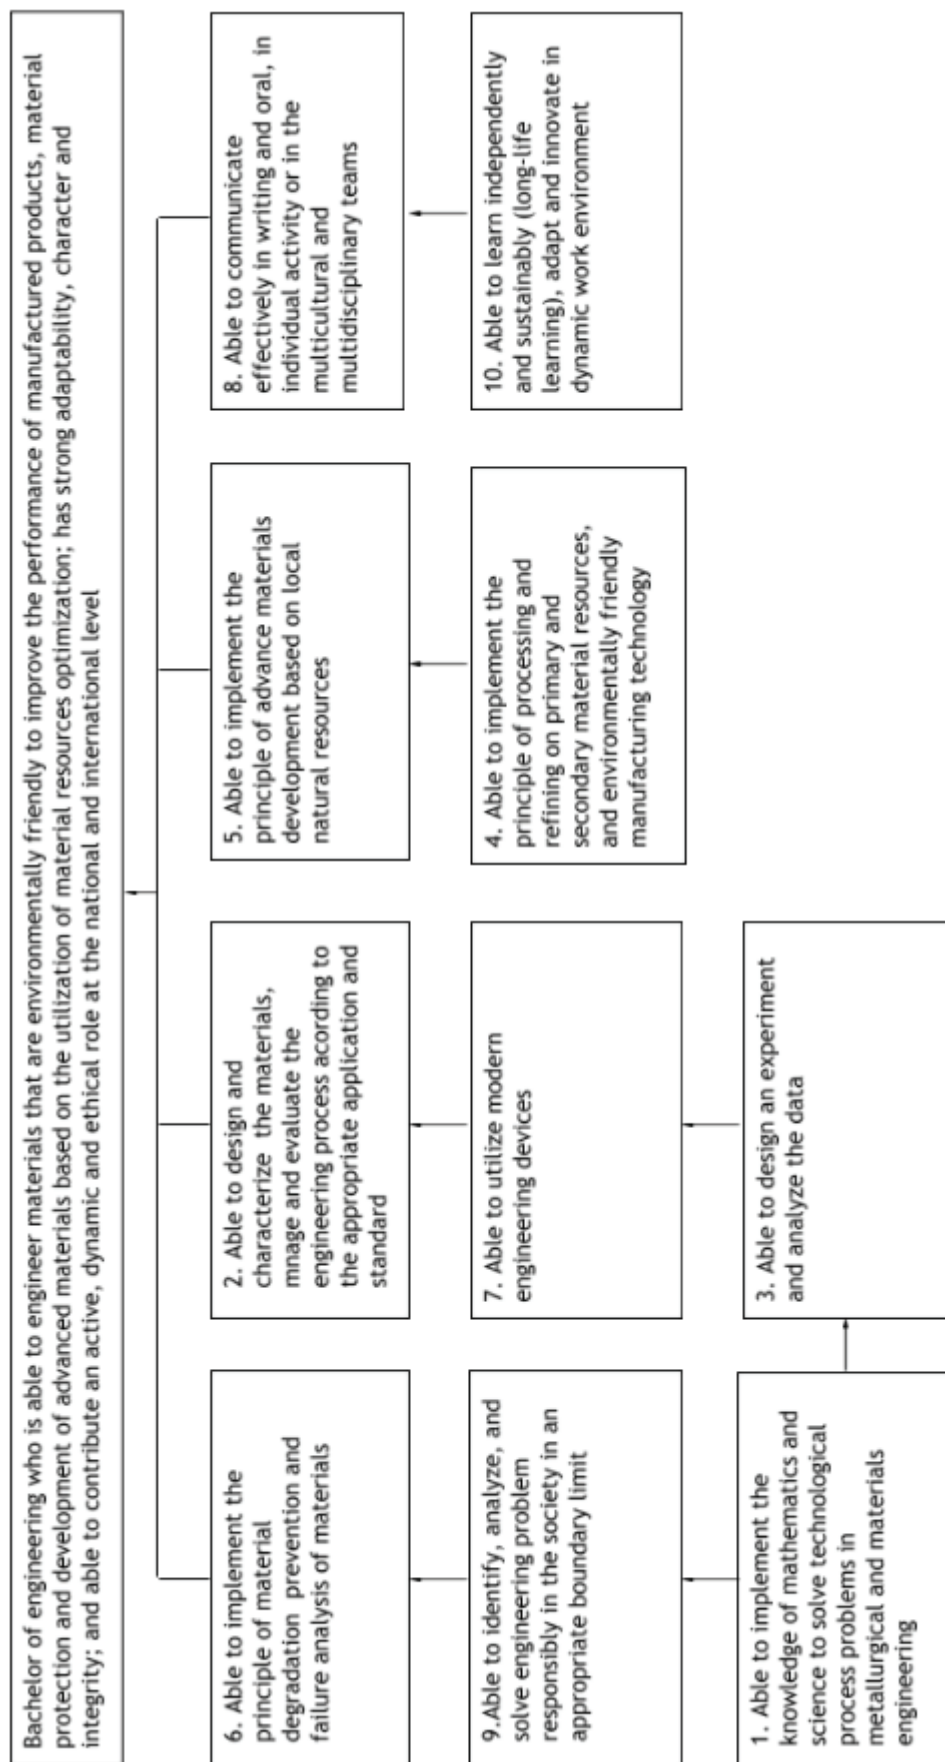 Bachelor of engineering who is able to engineer materials that are environmentally friendly to improve the performance of manufactured products, material
protection and development of advanced materials based on the utilization of material resources optimization; has strong adaptability, character and
integrity; and able to contribute an active, dynamic and ethical role at the national and international level
6. Able to implement the
principle of material
degradation prevention and
failure analysis of materials
2. Able to design and
characterize the materials,
mnage and evaluate the
engineering process acording to
the appropriate application and
standard
5. Able to implement the
principle of advance materials
development based on local
natural resources
8. Able to communicate
effectively in writing and oral, in
individual activity or in the
multicultural and
multidisciplinary teams
9.Able to identify, analyze, and
solve engineering problem
responsibly in the society in an
appropriate boundary limit
7. Able to utilize modern
engineering devices
4. Able to implement the
principle of processing and
refining on primary and
secondary material resources,
and environmentally friendly
manufacturing technology
10. Able to learn independently
and sustainably (long-life
learning), adapt and innovate in
dynamic work environment
1. Able to implement the
knowledge of mathematics and
science to solve technological
process problems in
metallurgical and materials
engineering
3. Able to design an experiment
and analyze the data